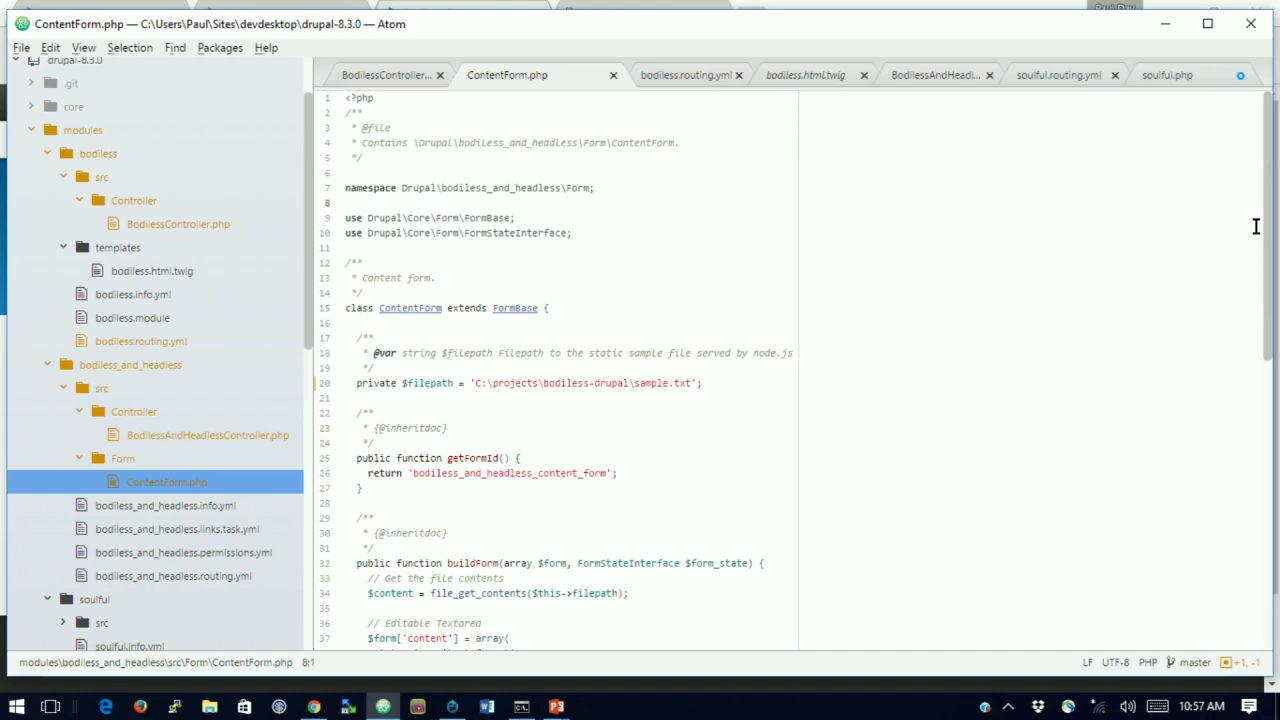 ContentForm.php — C:\Users\Paul\Sites\devdesktop\drupal-8.3.0 — Atom
File Edit View Selection Find Packages Help
drupal-8.3.0
.git
core
modules
bodiless
src
Controller
BodilessController.php
templates
bodiless.html.twig
bodiless.info.yml
bodiless.module
bodiless.routing.yml
bodiless_and_headless
src
Controller
BodilessAndHeadlessController.php
Form
ContentForm.php
bodiless_and_headless.info.yml
bodiless_and_headless.links.task.yml
bodiless_and_headless.permissions.yml
bodiless_and_headless.routing.yml
soulful
src
soulful.info.yml
BodilessController... ContentForm.php bodiless.routing.yml bodiless.html.twig BodilessAndHeadl... soulful.routing.yml soulful.php
1 <?php
2 /**
3 * @file
4 * Contains \Drupal\bodiless_and_headless\Form\ContentForm.
5 */
6
7 namespace Drupal\bodiless_and_headless\Form;
8
9 use Drupal\Core\Form\FormBase;
10 use Drupal\Core\Form\FormStateInterface;
11
12 /**
13 * Content form.
14 */
15 class ContentForm extends FormBase {
16
17 /**
18 * @var string $filepath Filepath to the static sample file served by node.js
19 */
20 private $filepath = 'C:\projects\bodiless-drupal\sample.txt';
21
22 /**
23 * {@inheritdoc}
24 */
25 public function getFormId() {
26 return 'bodiless_and_headless_content_form';
27 }
28
29 /**
30 * {@inheritdoc}
31 */
32 public function buildForm(array $form, FormStateInterface $form_state) {
33 // Get the file contents
34 $content = file_get_contents($this->filepath);
35
36 // Editable Textarea
37 $form['content'] = array(
modules\bodiless_and_headless\src\Form\ContentForm.php 8:1
LF UTF-8 PHP master +1, -1
10:57 AM